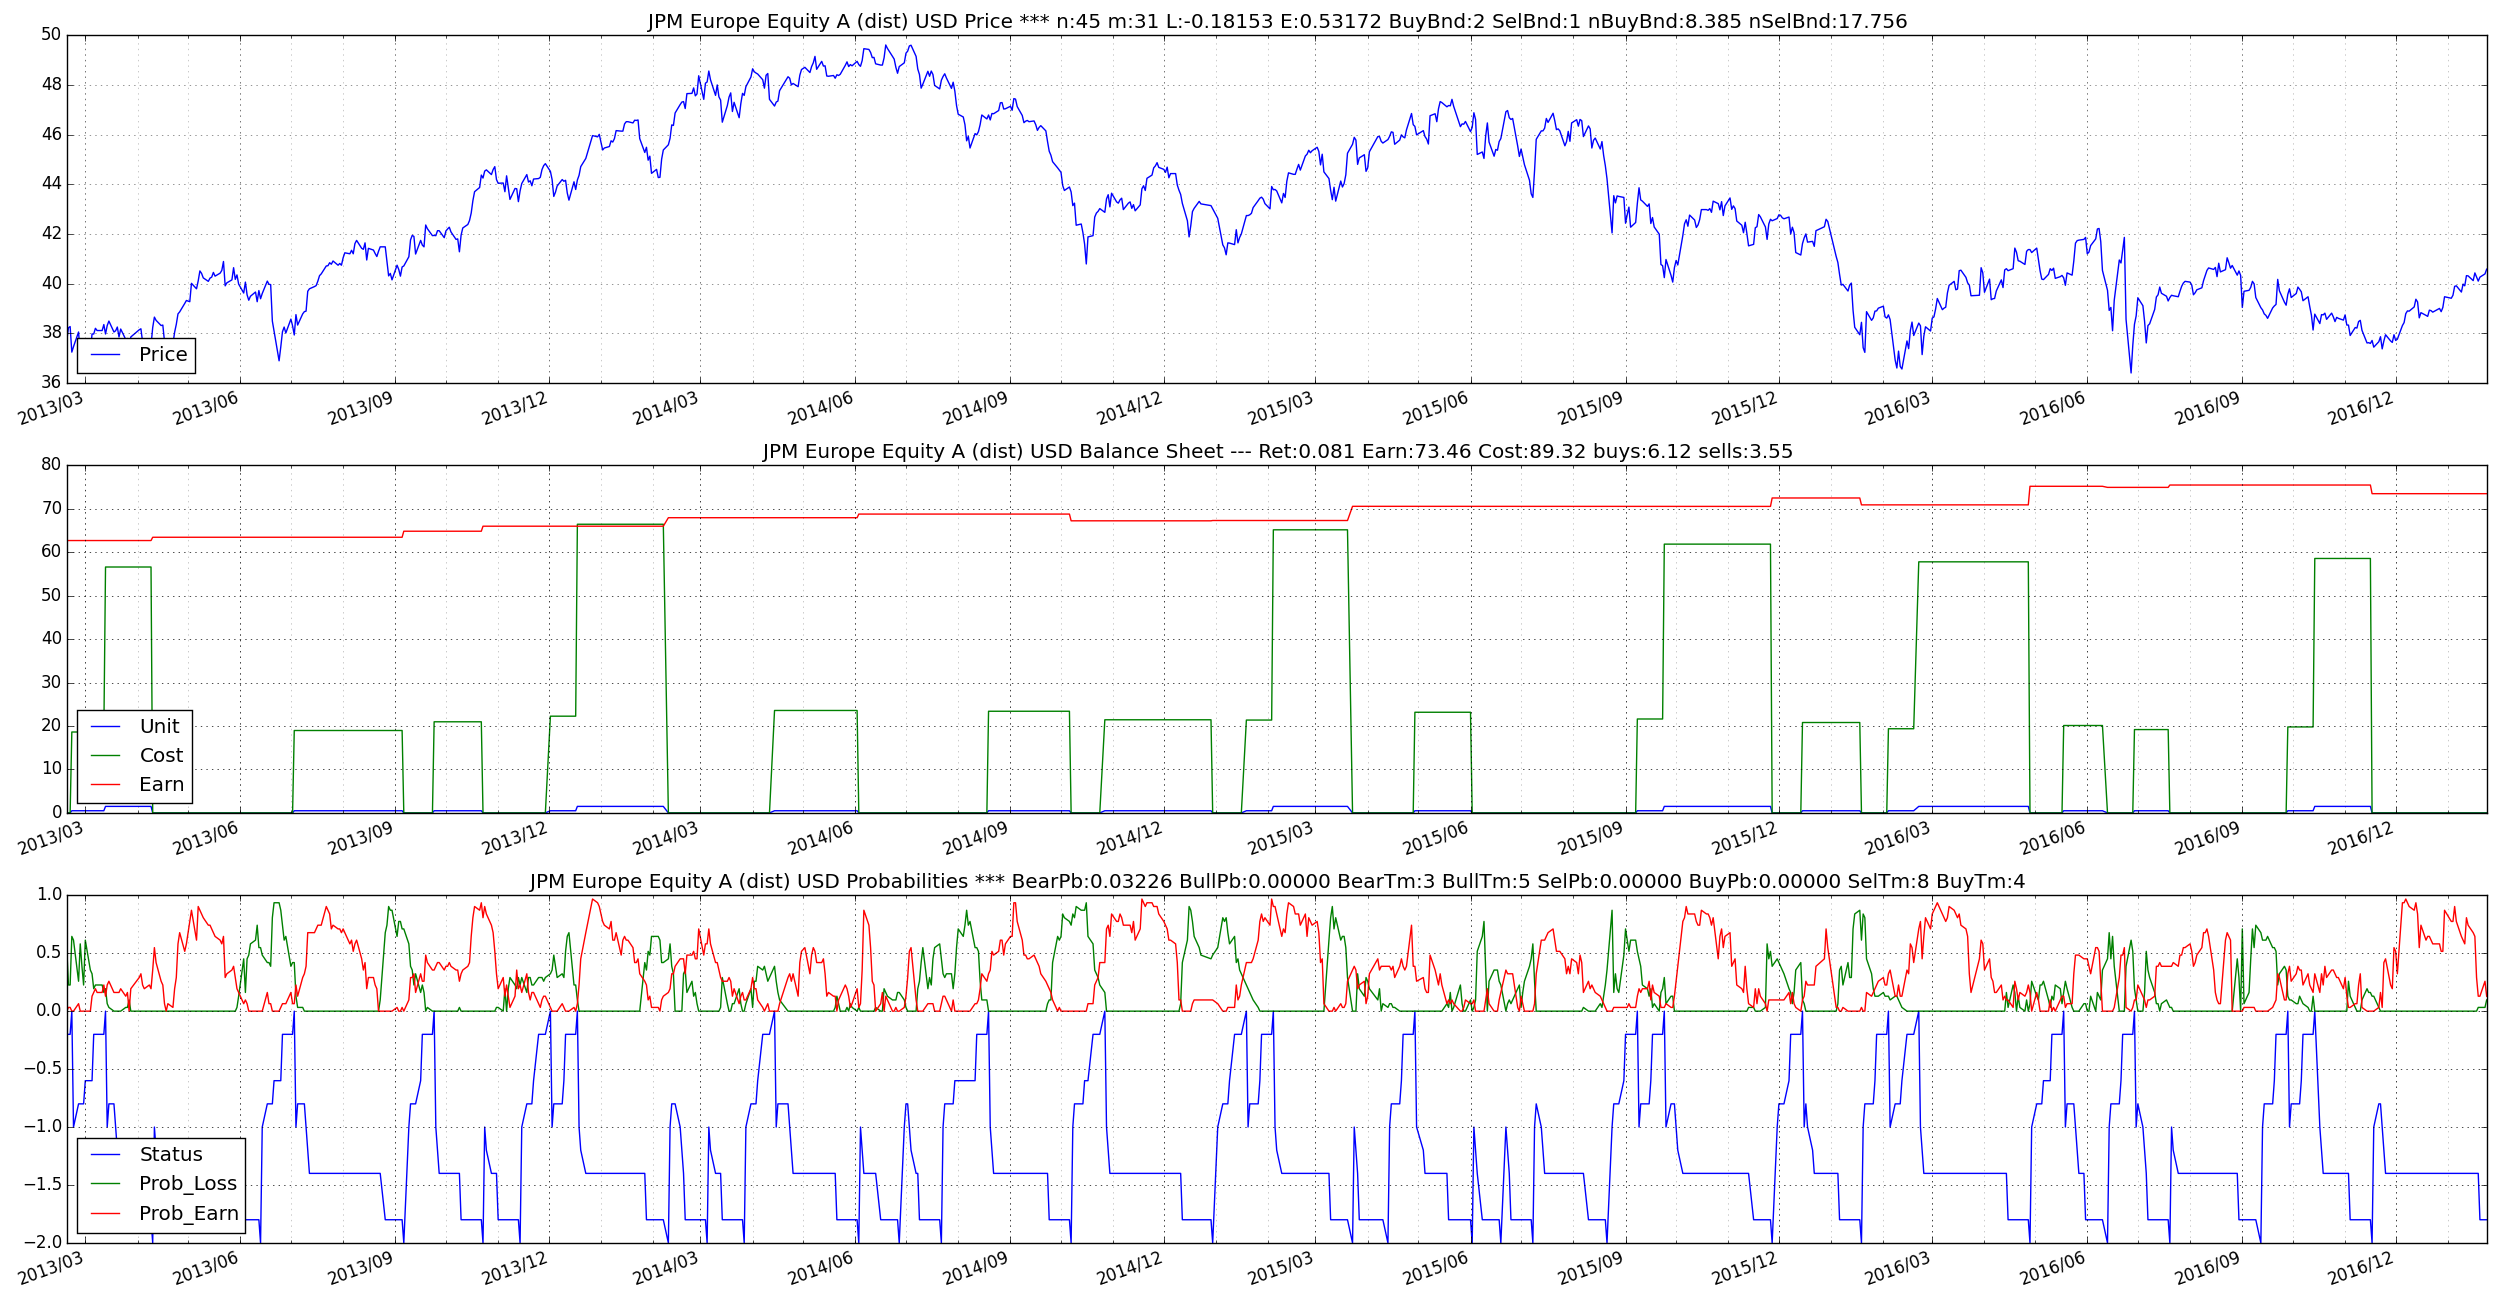 JPM Europe Equity A (dist) USD Price *** n:45 m:31 L:-0.18153 E:0.53172 BuyBnd:2 SelBnd:1 nBuyBnd:8.385 nSelBnd:17.756
50
48
46
44
42
40
38
36
Price
2013/03 2013/06 2013/09 2013/12 2014/03 2014/06 2014/09 2014/12 2015/03 2015/06 2015/09 2015/12 2016/03 2016/06 2016/09 2016/12
JPM Europe Equity A (dist) USD Balance Sheet --- Ret:0.081 Earn:73.46 Cost:89.32 buys:6.12 sells:3.55
80
70
60
50
40
30
20
10
0
Unit
Cost
Earn
2013/03 2013/06 2013/09 2013/12 2014/03 2014/06 2014/09 2014/12 2015/03 2015/06 2015/09 2015/12 2016/03 2016/06 2016/09 2016/12
JPM Europe Equity A (dist) USD Probabilities *** BearPb:0.03226 BullPb:0.00000 BearTm:3 BullTm:5 SelPb:0.00000 BuyPb:0.00000 SelTm:8 BuyTm:4
1.0
0.5
0.0
−0.5
−1.0
−1.5
−2.0
Status
Prob_Loss
Prob_Earn
2013/03 2013/06 2013/09 2013/12 2014/03 2014/06 2014/09 2014/12 2015/03 2015/06 2015/09 2015/12 2016/03 2016/06 2016/09 2016/12